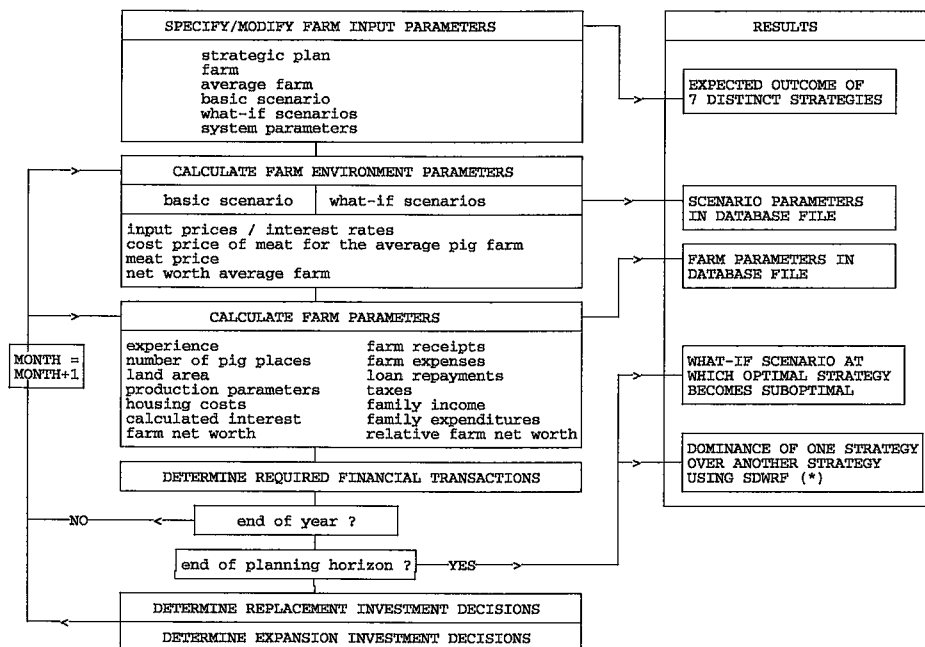 SPECIFY/MODIFY FARM INPUT PARAMETERS
strategic plan
farm
average farm
basic scenario
what-if scenarios
system parameters
CALCULATE FARM ENVIRONMENT PARAMETERS
basic scenario
what-if scenarios
input prices / interest rates
cost price of meat for the average pig farm
meat price
net worth average farm
CALCULATE FARM PARAMETERS
experience
number of pig places
land area
production parameters
housing costs
calculated interest
farm net worth
farm receipts
farm expenses
loan repayments
taxes
family income
family expenditures
relative farm net worth
MONTH =
MONTH+1
DETERMINE REQUIRED FINANCIAL TRANSACTIONS
NO
end of year ?
end of planning horizon ?
YES
DETERMINE REPLACEMENT INVESTMENT DECISIONS
DETERMINE EXPANSION INVESTMENT DECISIONS
RESULTS
EXPECTED OUTCOME OF
7 DISTINCT STRATEGIES
SCENARIO PARAMETERS
IN DATABASE FILE
FARM PARAMETERS IN
DATABASE FILE
WHAT-IF SCENARIO AT
WHICH OPTIMAL STRATEGY
BECOMES SUBOPTIMAL
DOMINANCE OF ONE STRATEGY
OVER ANOTHER STRATEGY
USING SDWRF (*)